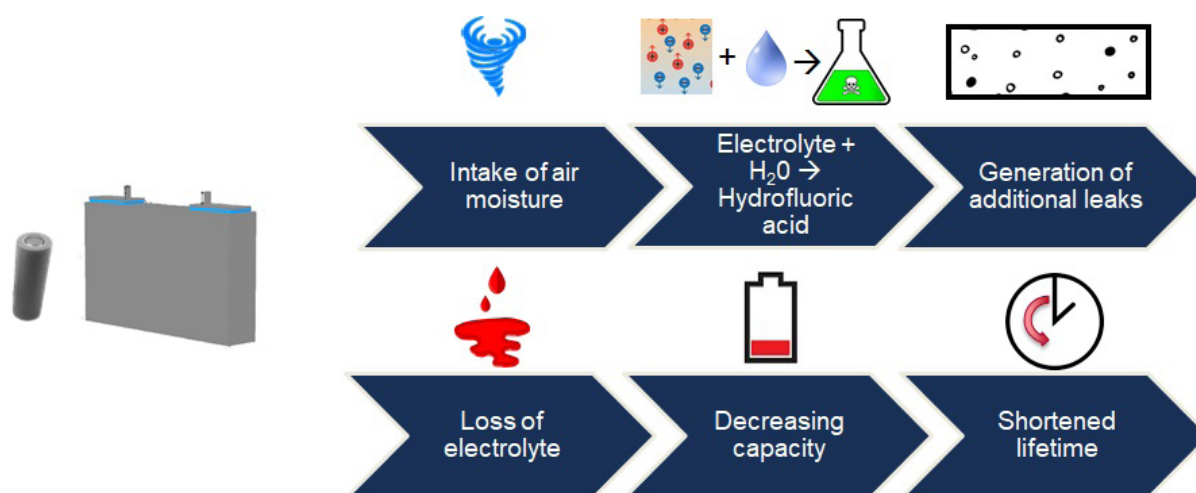 Intake of air
moisture
Electrolyte +
H₂0 →
Hydrofluoric
acid
Generation of
additional leaks
Loss of
electrolyte
Decreasing
capacity
Shortened
lifetime